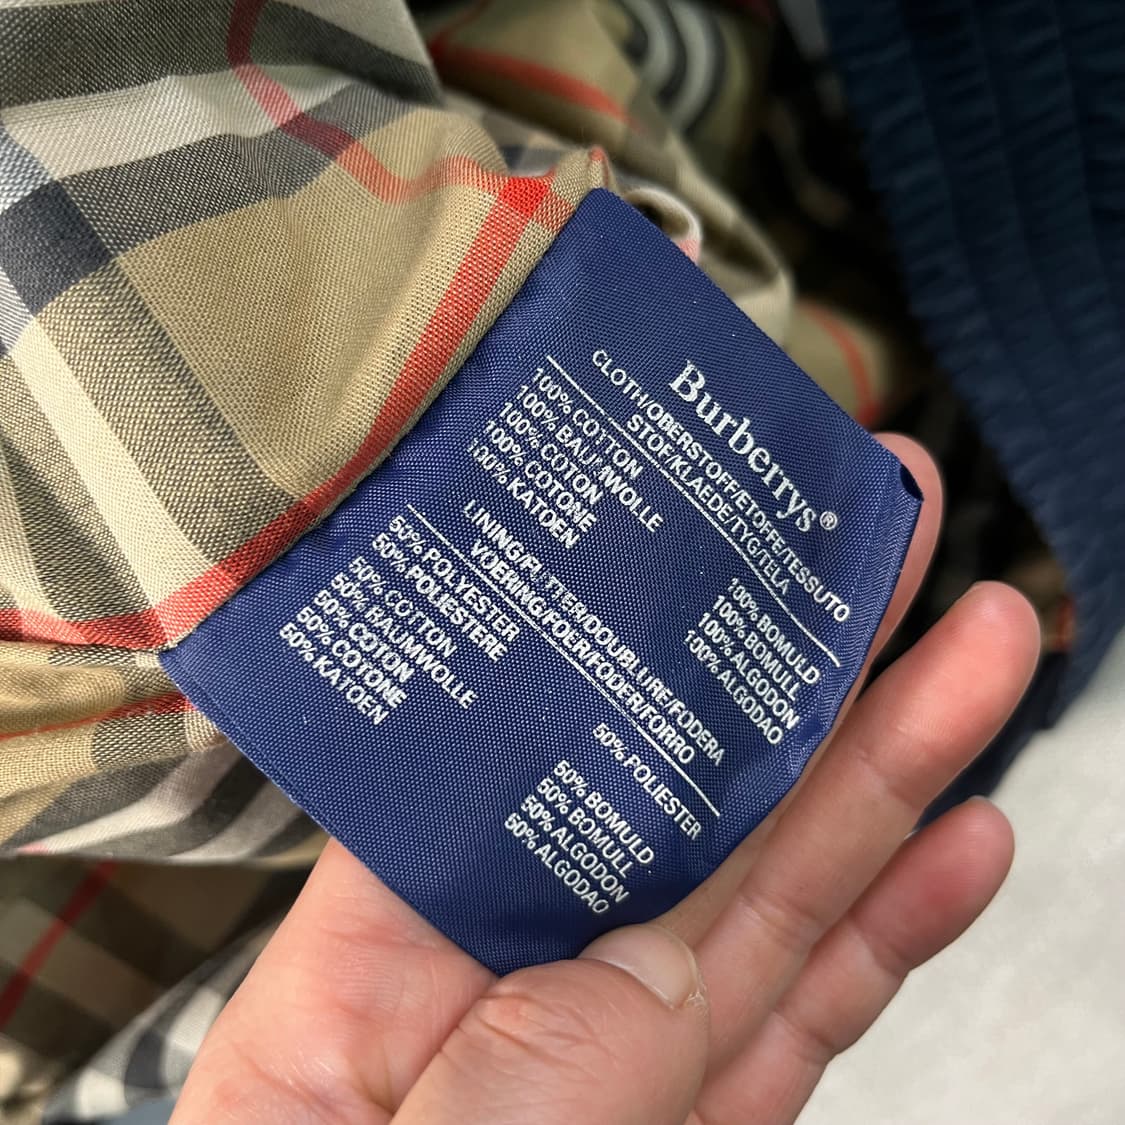 Burberrys®
CLOTH/OBERSTOFF/ETOFFE/TESSUTO
STOF/KLAEDE/TYG/TELA
100% COTTON
100% BAUMWOLLE
100% COTON
100% COTONE
100% KATOEN
100% BOMULD
100% BOMULL
100% ALGODON
100% ALGODAO
LINING/FUTTER/DOUBLURE/FODERA
VOERING/FOER/FODER/FORRO
50% POLYESTER
50% POLIESTERE
50% POLIESTER
50% COTTON
50% BAUMWOLLE
50% COTON
50% COTONE
50% KATOEN
50% BOMULD
50% BOMULL
50% ALGODON
50% ALGODAO